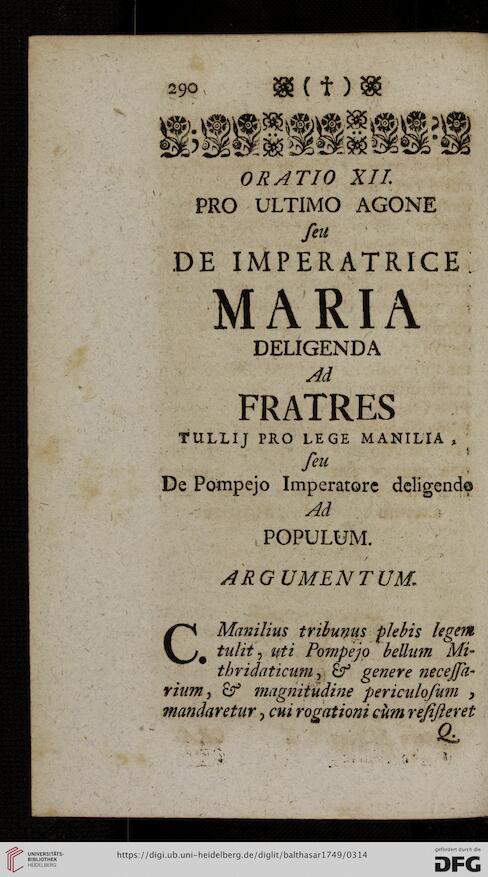 290 ( † )
ORATIO XII.
PRO ULTIMO AGONE
ſeu
DE IMPERATRICE
MARIA
DELIGENDA
Ad
FRATRES
TULLIJ PRO LEGE MANILIA,
ſeu
De Pompejo Imperatore deligendo
Ad
POPULUM.
ARGUMENTUM.
C. Manilius tribunus plebis legem
tulit, uti Pompejo bellum Mi-
thridaticum, & genere neceſſa-
rium, & magnitudine periculoſum,
mandaretur, cui rogationi cùm reſiſteret
Q.
UNIVERSITÄTS-
BIBLIOTHEK
HEIDELBERG
https://digi.ub.uni-heidelberg.de/diglit/balthasar1749/0314
gefördert durch die
DFG